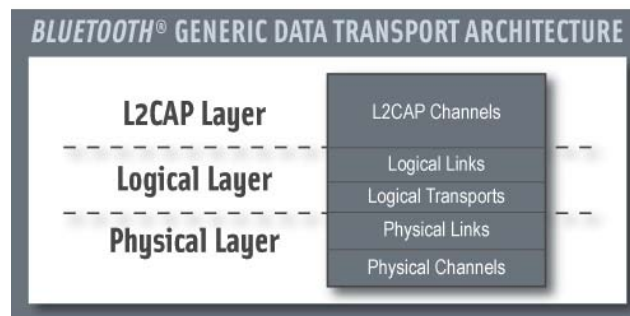 BLUETOOTH® GENERIC DATA TRANSPORT ARCHITECTURE
L2CAP Layer
L2CAP Channels
Logical Layer
Logical Links
Logical Transports
Physical Layer
Physical Links
Physical Channels